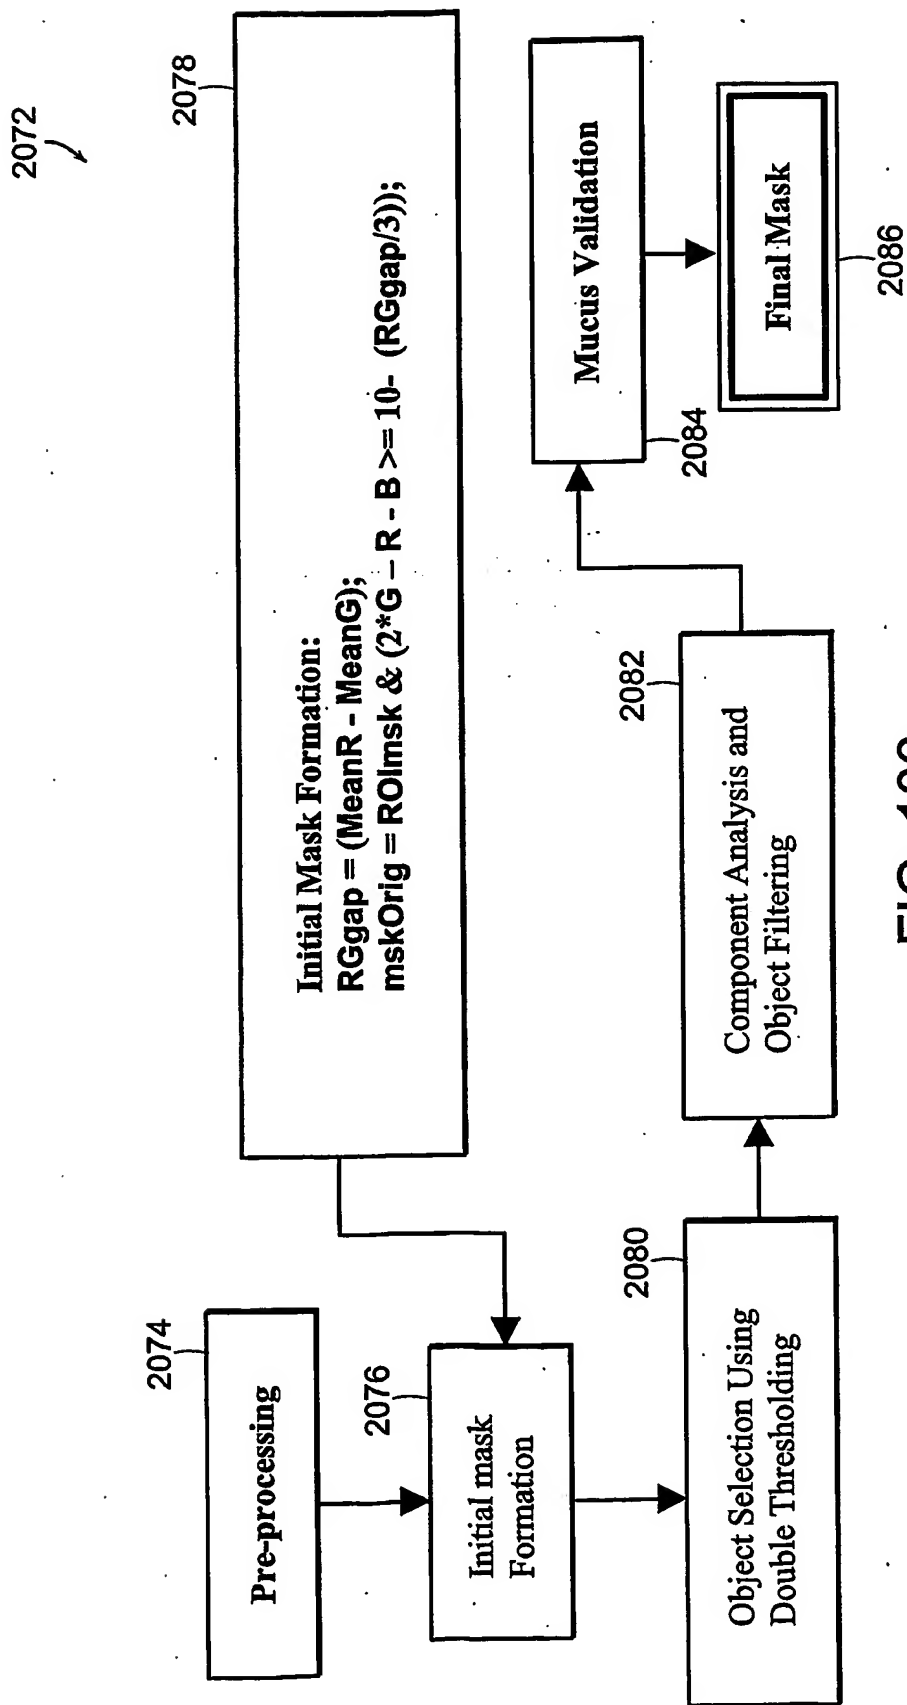 2072
2074
Pre-processing
2078
Initial Mask Formation:
RGgap = (MeanR - MeanG);
mskOrig = ROImsk & (2*G – R - B >= 10- (RGgap/3));
2076
Initial mask
Formation
2080
Object Selection Using
Double Thresholding
2082
Component Analysis and
Object Filtering
2084
Mucus Validation
Final Mask
2086